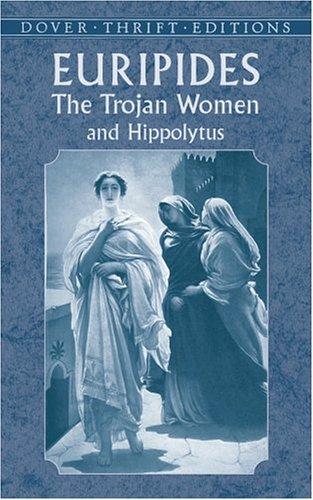 DOVER · THRIFT · EDITIONS
EURIPIDES
The Trojan Women
and Hippolytus